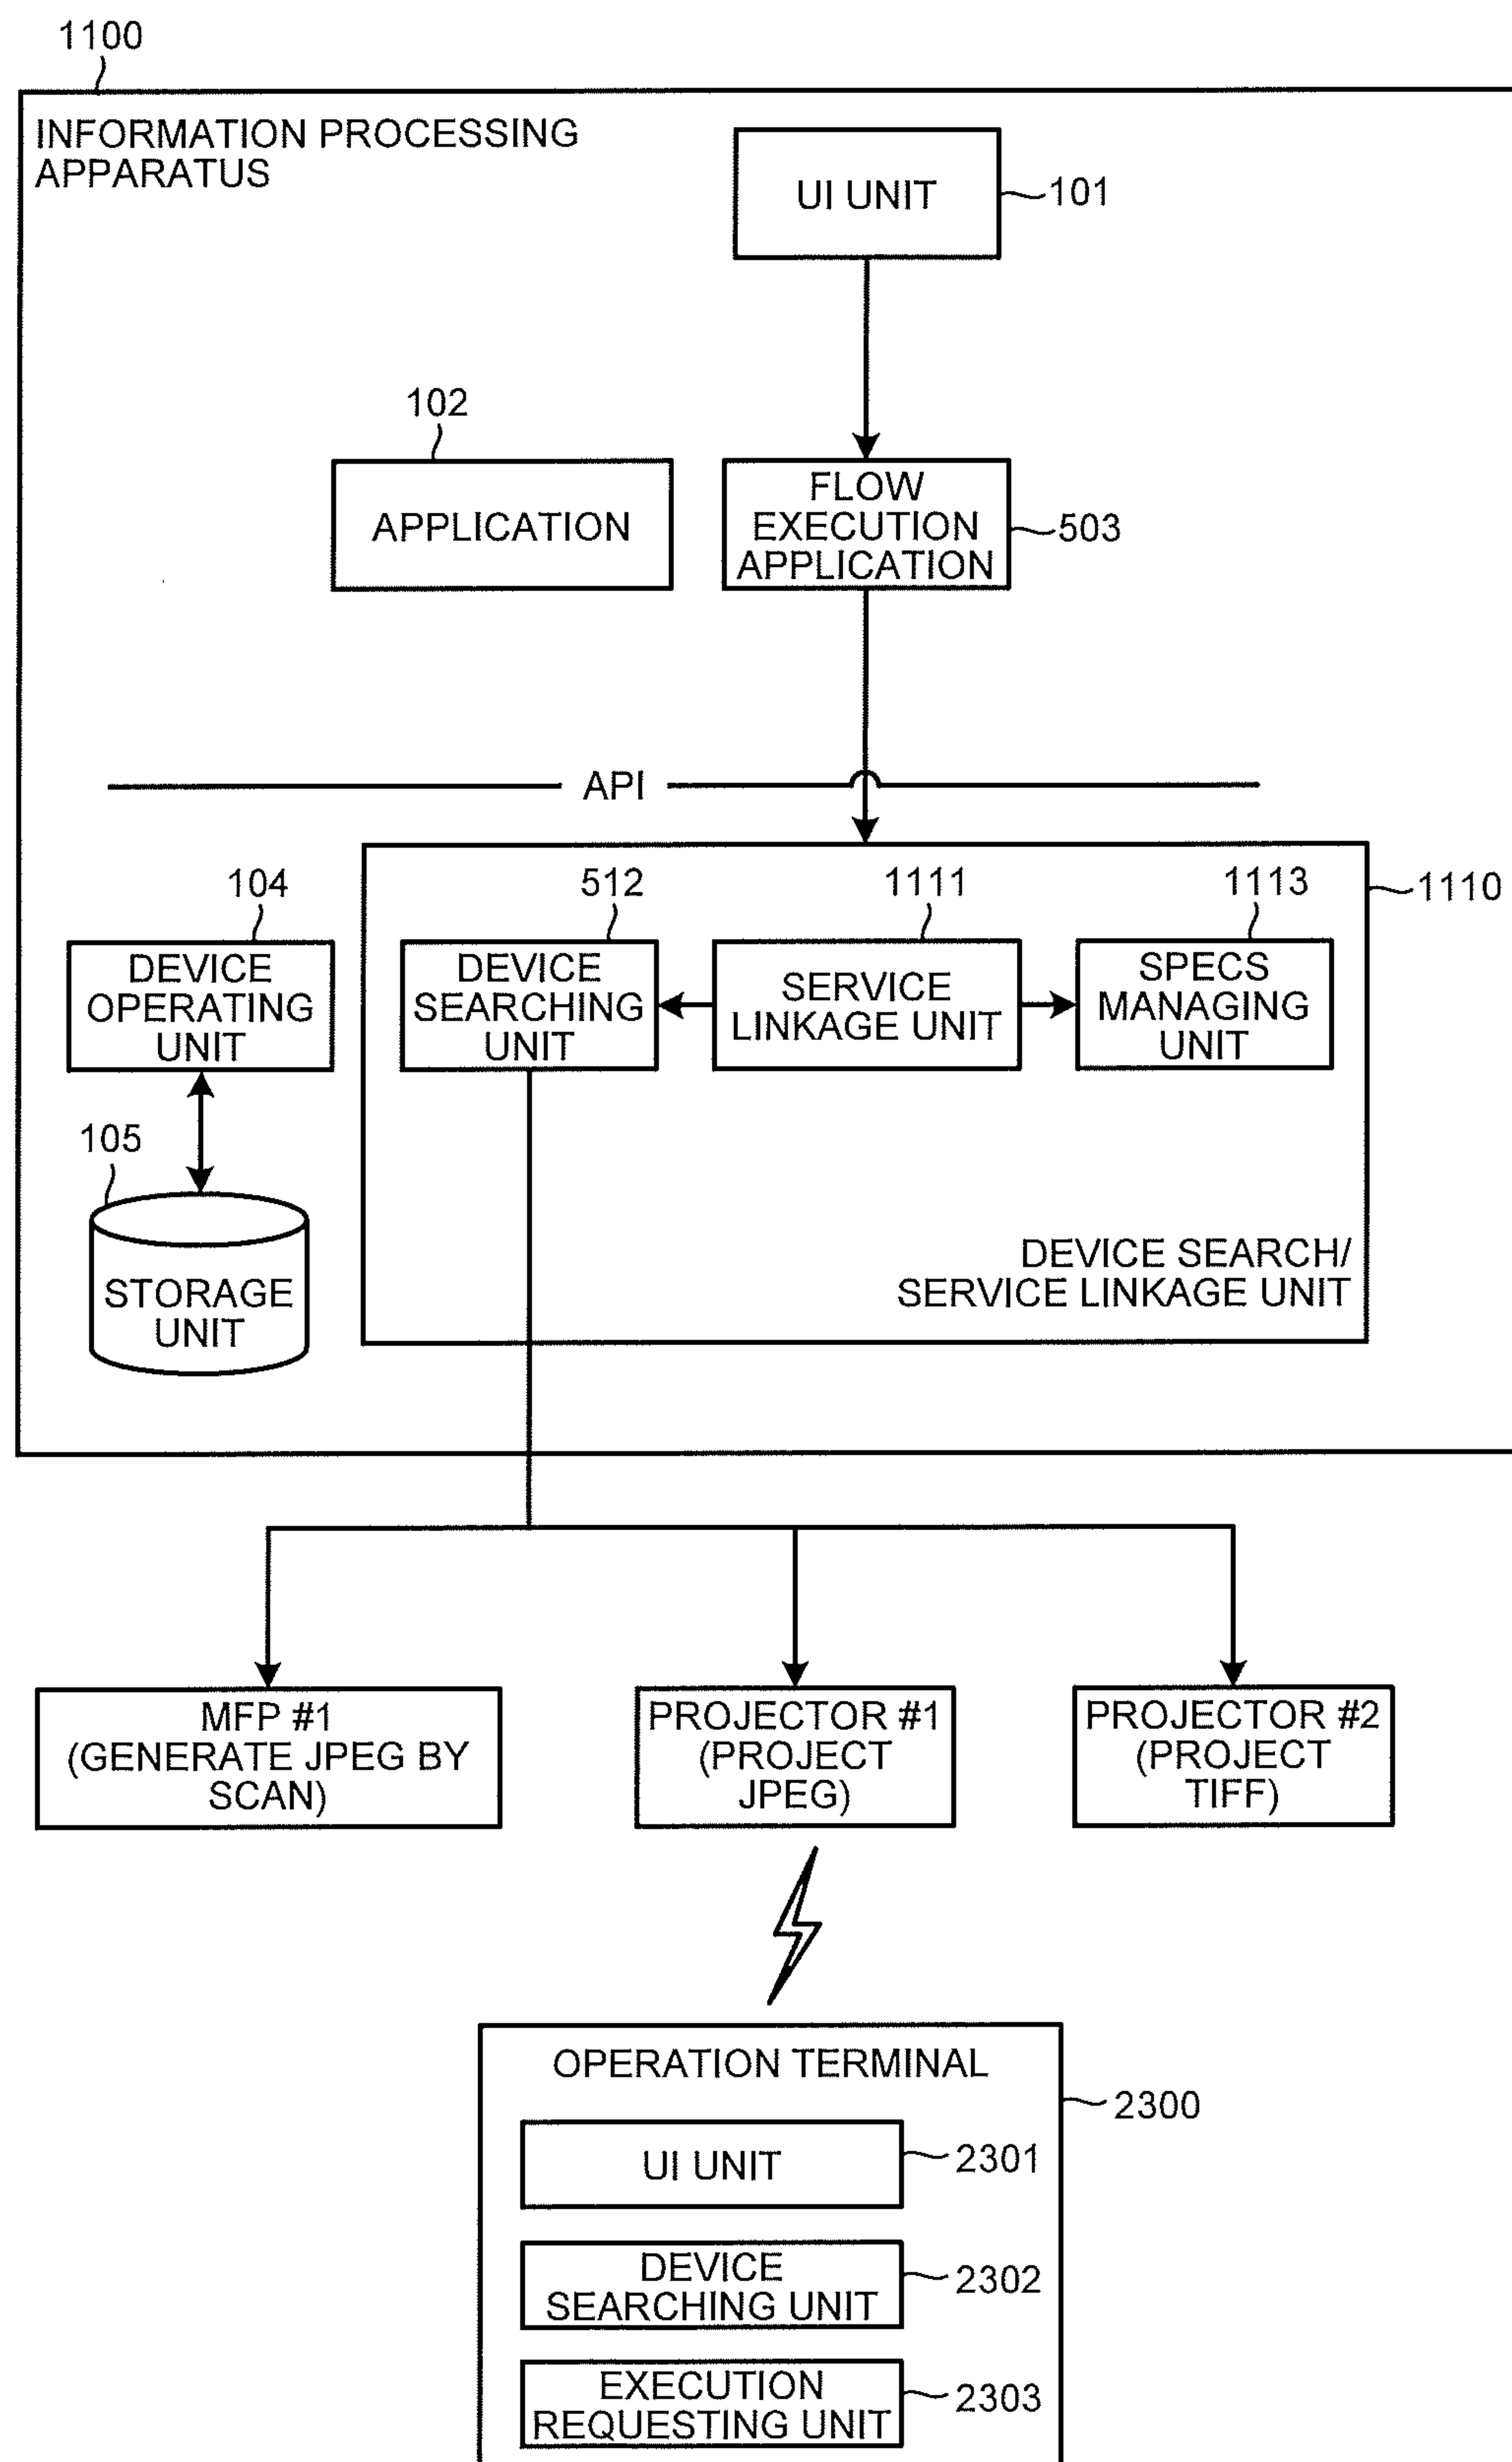 1100
INFORMATION PROCESSING
APPARATUS
UI UNIT
101
102
APPLICATION
FLOW
EXECUTION
APPLICATION
503
API
104
512
1111
1113
1110
DEVICE
OPERATING
UNIT
DEVICE
SEARCHING
UNIT
SERVICE
LINKAGE UNIT
SPECS
MANAGING
UNIT
105
STORAGE
UNIT
DEVICE SEARCH/
SERVICE LINKAGE UNIT
MFP #1
(GENERATE JPEG BY
SCAN)
PROJECTOR #1
(PROJECT
JPEG)
PROJECTOR #2
(PROJECT
TIFF)
OPERATION TERMINAL
2300
UI UNIT
2301
DEVICE
SEARCHING UNIT
2302
EXECUTION
REQUESTING UNIT
2303